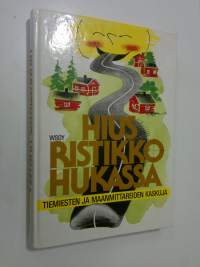 WSOY
HIUS
RISTIKKO
HUKASSA
TIEMIESTEN JA MAANMITTAREIDEN KASKUJA